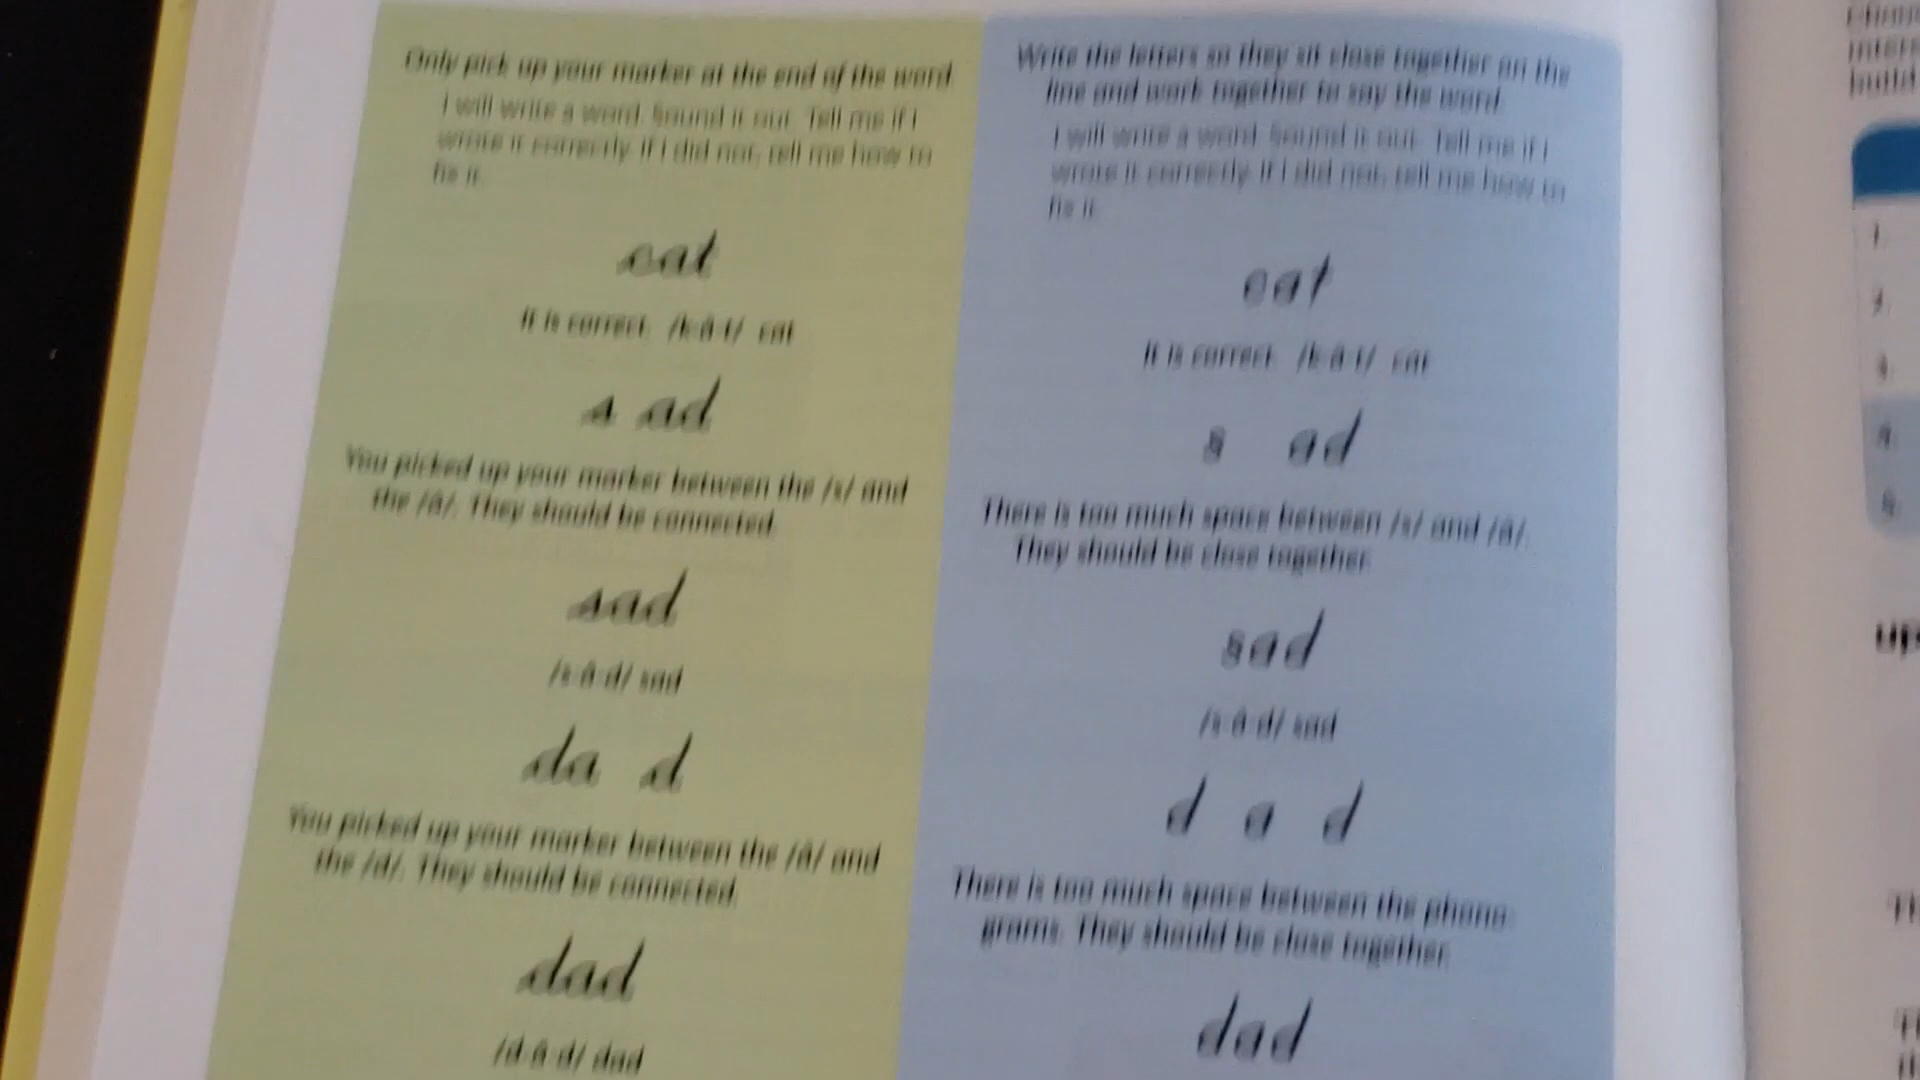 Only pick up your marker at the end of the word.
I will write a word. Sound it out. Tell me if I
wrote it correctly. If I did not, tell me how to
fix it.
cat
It is correct. /k-ă-t/ cat
s ad
You picked up your marker between the /s/ and
the /ă/. They should be connected.
sad
/s-ă-d/ sad
da d
You picked up your marker between the /ă/ and
the /d/. They should be connected.
dad
/d-ă-d/ dad
Write the letters so they sit close together on the
line and work together to say the word.
I will write a word. Sound it out. Tell me if I
wrote it correctly. If I did not, tell me how to
fix it.
cat
It is correct. /k-ă-t/ cat
s ad
There is too much space between /s/ and /ă/.
They should be close together.
sad
/s-ă-d/ sad
d a d
There is too much space between the phono-
grams. They should be close together.
dad
build
1.
2.
3.
4.
5.